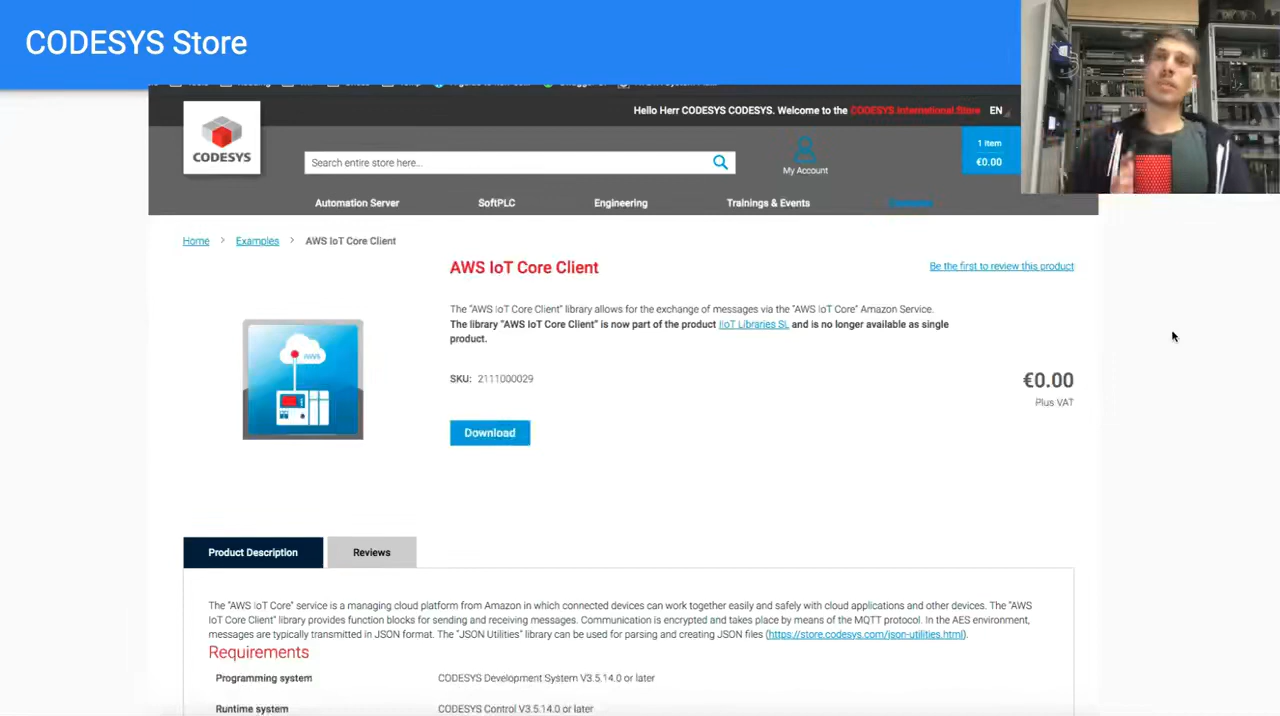 CODESYS Store
Hello Herr CODESYS CODESYS. Welcome to the CODESYS International Store EN
CODESYS
Search entire store here...
My Account
1 Item
€0.00
Automation Server SoftPLC Engineering Trainings & Events
Home > Examples > AWS IoT Core Client
AWS IoT Core Client
Be the first to review this product
The "AWS IoT Core Client" library allows for the exchange of messages via the "AWS IoT Core" Amazon Service.
The library "AWS IoT Core Client" is now part of the product IIoT Libraries SL and is no longer available as single
product.
AWS
SKU: 2111000029
€0.00
Plus VAT
Download
Product Description Reviews
The "AWS IoT Core" service is a managing cloud platform from Amazon in which connected devices can work together easily and safely with cloud applications and other devices. The "AWS
IoT Core Client" library provides function blocks for sending and receiving messages. Communication is encrypted and takes place by means of the MQTT protocol. In the AES environment,
messages are typically transmitted in JSON format. The "JSON Utilities" library can be used for parsing and creating JSON files (https://store.codesys.com/json-utilities.html).
Requirements
Programming system CODESYS Development System V3.5.14.0 or later
Runtime system CODESYS Control V3.5.14.0 or later